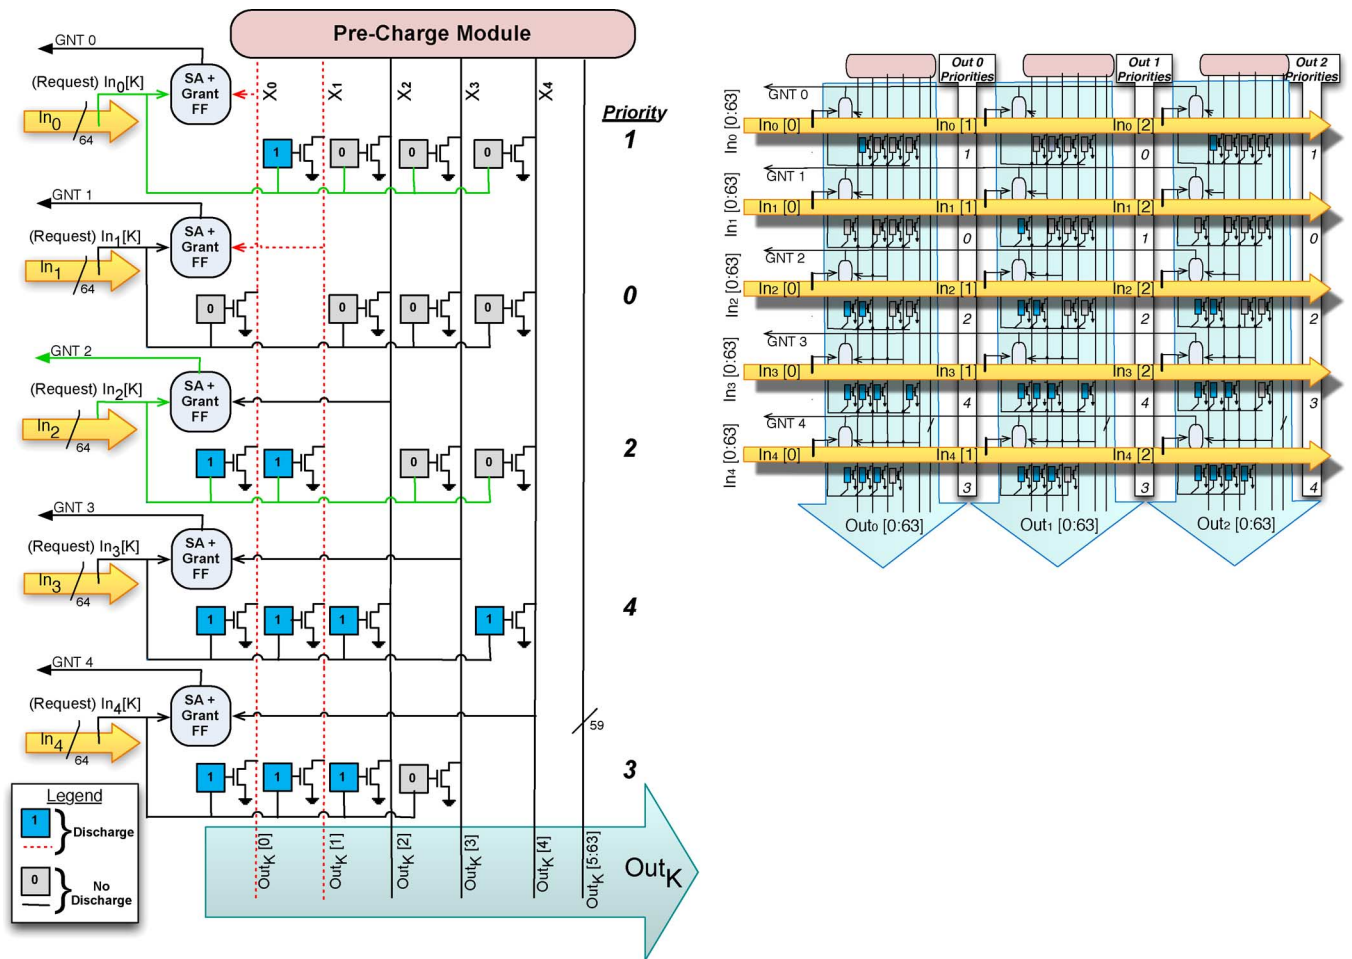 Pre-Charge Module
GNT 0
(Request) In0[K]
SA +
Grant
FF
In0
64
X0
X1
X2
X3
X4
Priority
1
1
0
0
0
GNT 1
(Request) In1[K]
SA +
Grant
FF
In1
64
0
0
0
0
0
GNT 2
(Request) In2[K]
SA +
Grant
FF
In2
64
2
1
1
0
0
GNT 3
(Request) In3[K]
SA +
Grant
FF
In3
64
4
1
1
1
1
GNT 4
(Request) In4[K]
SA +
Grant
FF
In4
64
59
3
1
1
1
0
Legend
1
Discharge
0
No
Discharge
OutK [0]
OutK [1]
OutK [2]
OutK [3]
OutK [4]
OutK [5:63]
OutK
Out 0
Priorities
Out 1
Priorities
Out 2
Priorities
GNT 0
In0 [0:63]
In0 [0]
In0 [1]
In0 [2]
1
0
1
GNT 1
In1 [0:63]
In1 [0]
In1 [1]
In1 [2]
0
1
0
GNT 2
In2 [0:63]
In2 [0]
In2 [1]
In2 [2]
2
2
2
GNT 3
In3 [0:63]
In3 [0]
In3 [1]
In3 [2]
4
4
3
GNT 4
In4 [0:63]
In4 [0]
In4 [1]
In4 [2]
3
3
4
Out0 [0:63]
Out1 [0:63]
Out2 [0:63]